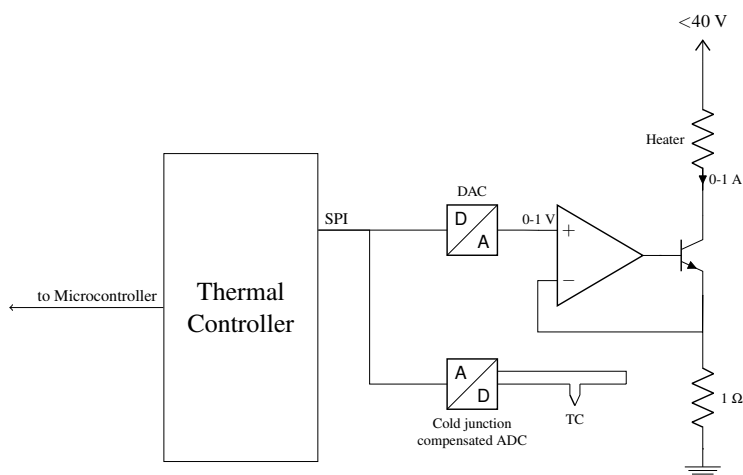 <40 V
Heater
0-1 A
DAC
SPI
D
A
0-1 V
+
−
to Microcontroller
Thermal
Controller
A
D
1 Ω
TC
Cold junction
compensated ADC